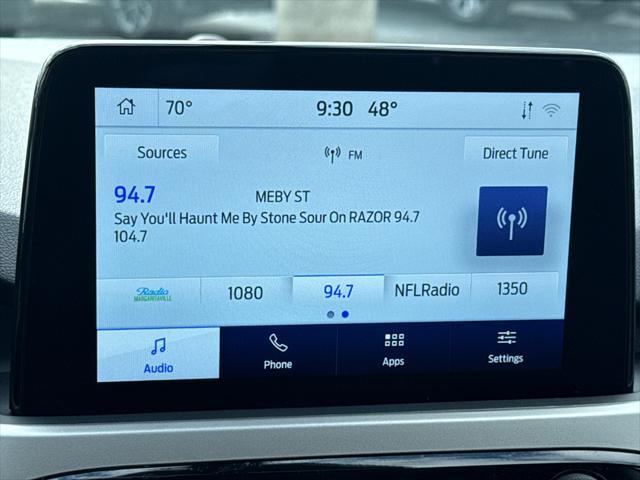 70° 9:30 48°
Sources FM Direct Tune
94.7 MEBY ST
Say You'll Haunt Me By Stone Sour On RAZOR 94.7
104.7
Radio
MARGARITAVILLE
1080 94.7 NFLRadio 1350
Audio Phone Apps Settings